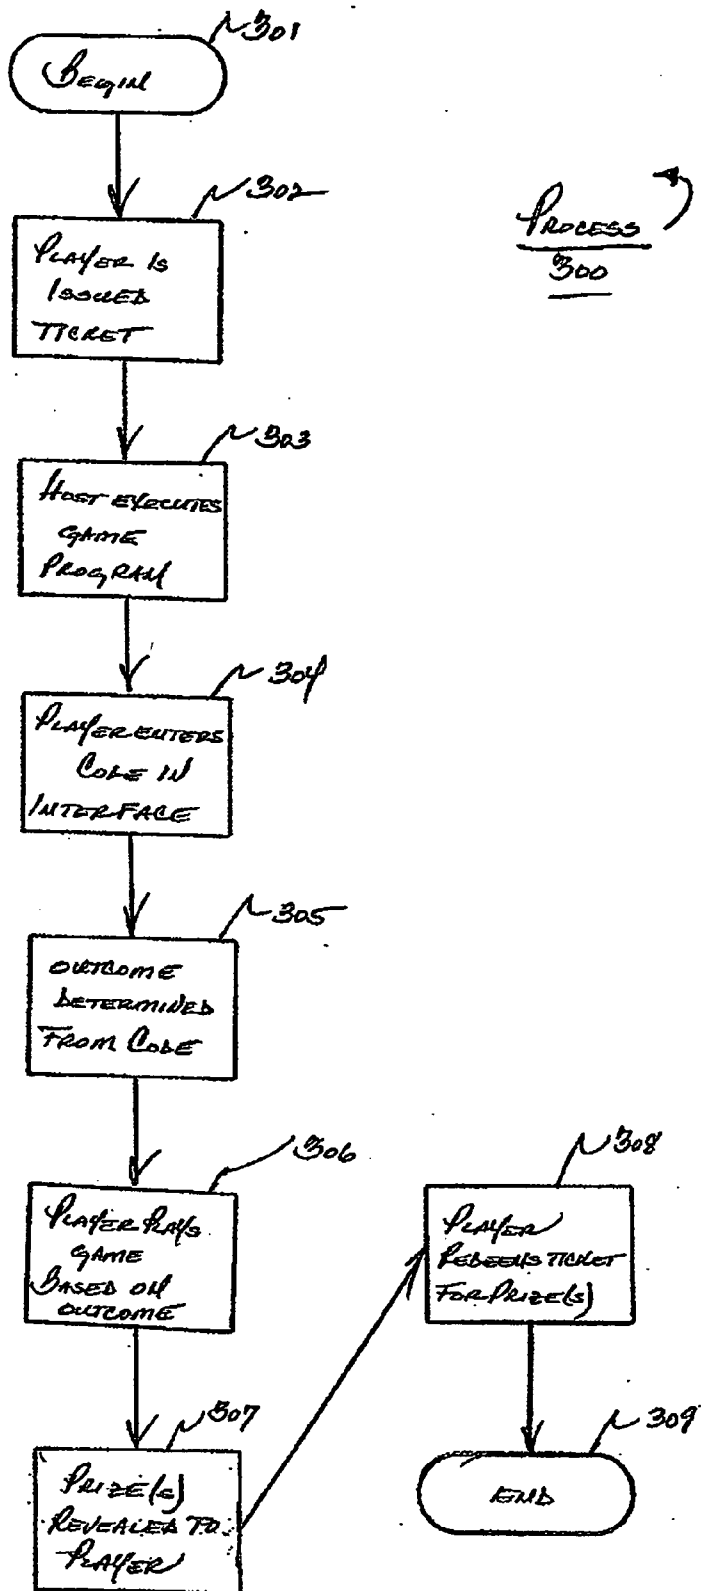 301
BEGIN
302
PLAYER IS
ISSUED
TICKET
PROCESS
300
303
HOST EXECUTES
GAME
PROGRAM
304
PLAYER ENTERS
CODE IN
INTERFACE
305
OUTCOME
DETERMINED
FROM CODE
306
PLAYER PLAYS
GAME
BASED ON
OUTCOME
307
PRIZE(S)
REVEALED TO
PLAYER
308
PLAYER
REDEEMS TICKET
FOR PRIZE(S)
309
END